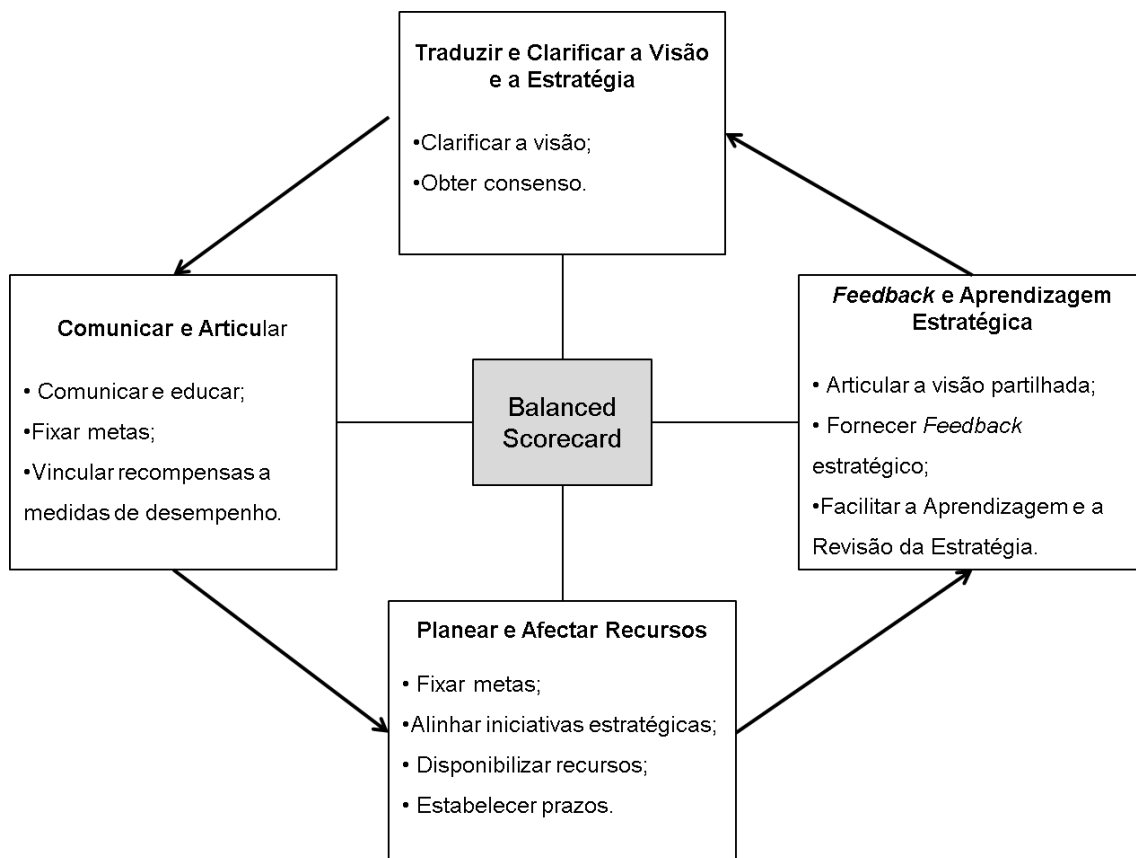 Traduzir e Clarificar a Visão
e a Estratégia
•Clarificar a visão;
•Obter consenso.
Comunicar e Articular
• Comunicar e educar;
•Fixar metas;
•Vincular recompensas a
medidas de desempenho.
Balanced
Scorecard
Feedback e Aprendizagem
Estratégica
• Articular a visão partilhada;
• Fornecer Feedback
estratégico;
•Facilitar a Aprendizagem e a
Revisão da Estratégia.
Planear e Afectar Recursos
• Fixar metas;
•Alinhar iniciativas estratégicas;
• Disponibilizar recursos;
• Estabelecer prazos.